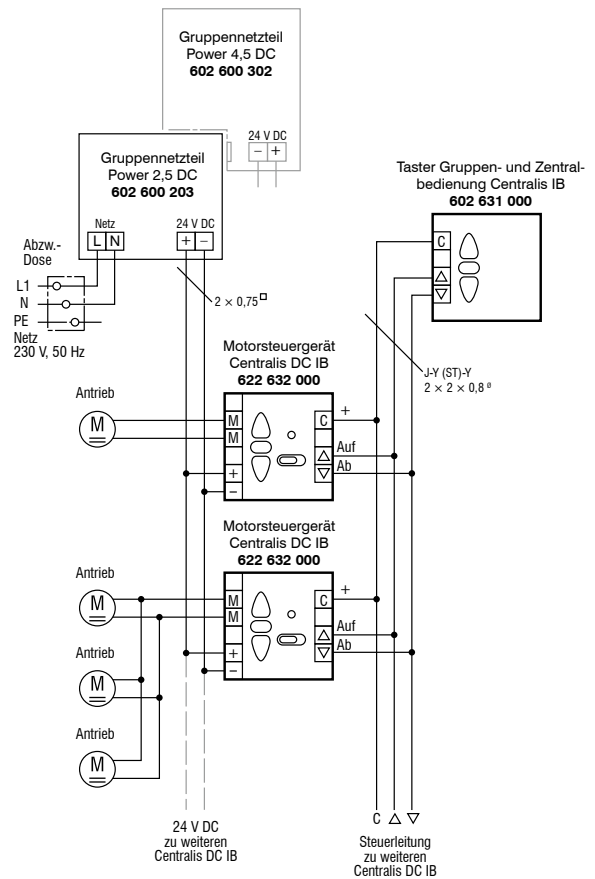 Gruppennetzteil
Power 4,5 DC
602 600 302
24 V DC
– +
Gruppennetzteil
Power 2,5 DC
602 600 203
Netz
24 V DC
L N
+ –
Taster Gruppen- und Zentral-
bedienung Centralis IB
602 631 000
C
△
▽
Abzw.-
Dose
L1
N
PE
Netz
230 V, 50 Hz
2 × 0,75□
J-Y (ST)-Y
2 × 2 × 0,8 ø
Motorsteuergerät
Centralis DC IB
622 632 000
Antrieb
M
M
M
+
–
C
△
▽
+
Auf
Ab
Motorsteuergerät
Centralis DC IB
622 632 000
Antrieb
M
M
M
+
–
C
△
▽
+
Auf
Ab
Antrieb
M
Antrieb
M
C △ ▽
24 V DC
zu weiteren
Centralis DC IB
Steuerleitung
zu weiteren
Centralis DC IB